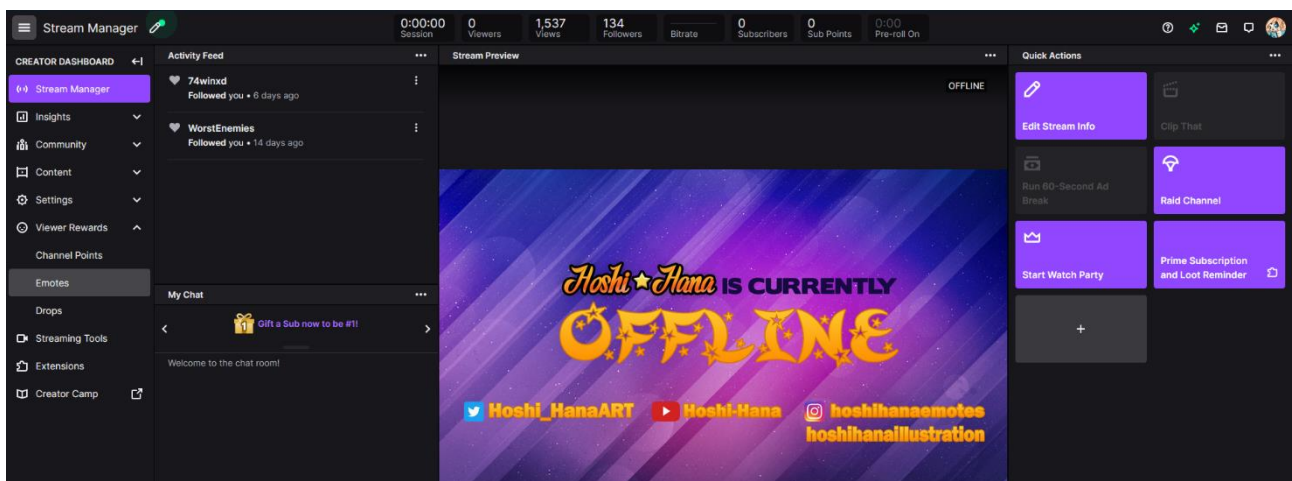 Stream Manager
0:00:00
Session
0
Viewers
1,537
Views
134
Followers
Bitrate
0
Subscribers
0
Sub Points
0:00
Pre-roll On
CREATOR DASHBOARD
Stream Manager
Insights
Community
Content
Settings
Viewer Rewards
Channel Points
Emotes
Drops
Streaming Tools
Extensions
Creator Camp
Activity Feed
74winxd
Followed you • 6 days ago
WorstEnemies
Followed you • 14 days ago
My Chat
1 Gift a Sub now to be #1!
Welcome to the chat room!
Stream Preview
OFFLINE
Hoshi Hana IS CURRENTLY
OFFLINE
Hoshi_HanaART Hoshi-Hana hoshihanaemotes
hoshihanaillustration
Quick Actions
Edit Stream Info
Clip That
Run 60-Second Ad
Break
Raid Channel
Start Watch Party
Prime Subscription
and Loot Reminder